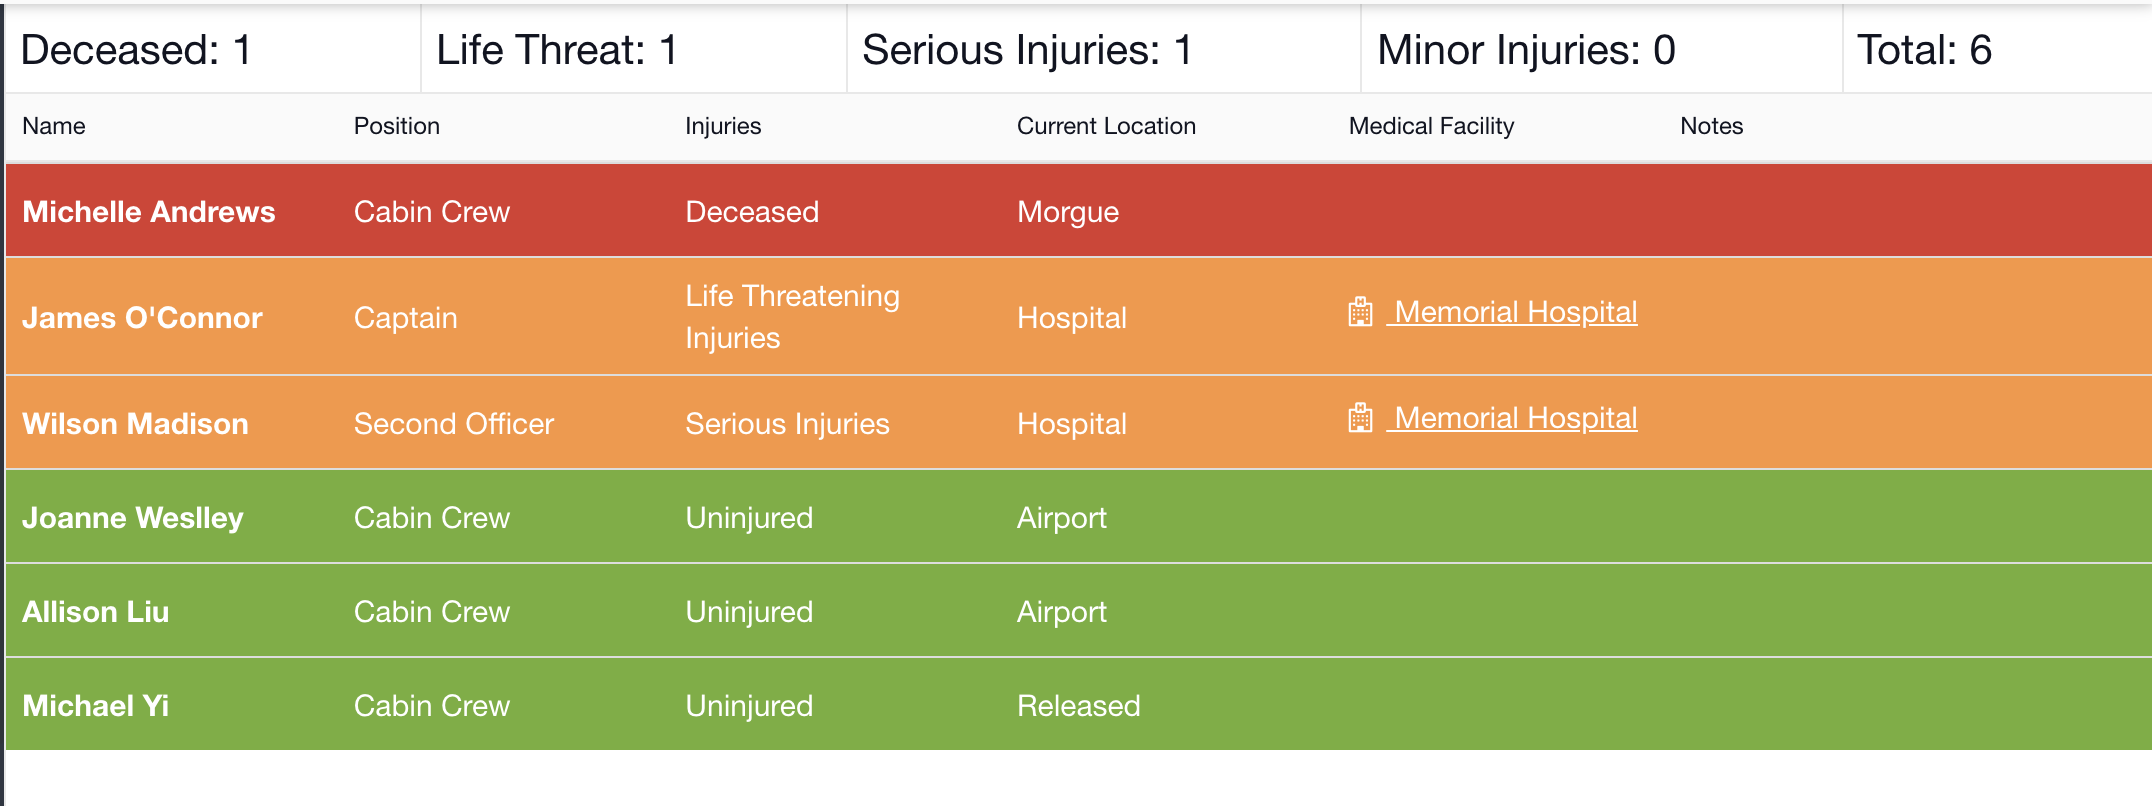 Deceased: 1 Life Threat: 1 Serious Injuries: 1 Minor Injuries: 0 Total: 6
Name Position Injuries Current Location Medical Facility Notes
Michelle Andrews Cabin Crew Deceased Morgue
James O'Connor Captain Life Threatening Injuries Hospital Memorial Hospital
Wilson Madison Second Officer Serious Injuries Hospital Memorial Hospital
Joanne Weslley Cabin Crew Uninjured Airport
Allison Liu Cabin Crew Uninjured Airport
Michael Yi Cabin Crew Uninjured Released